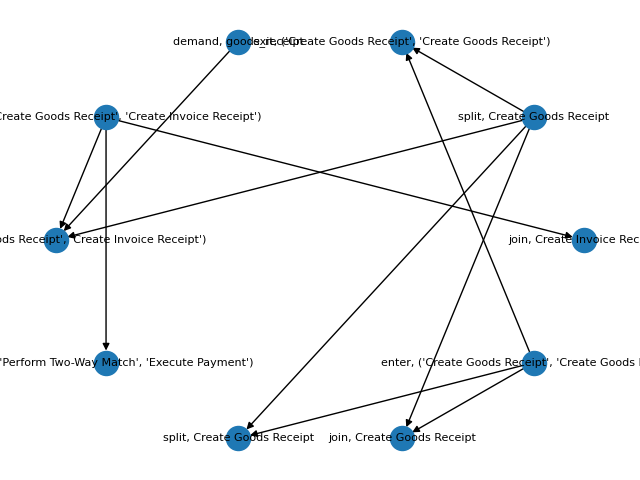 demand, goods_receipt
exit, ('Create Goods Receipt', 'Create Goods Receipt')
Create Goods Receipt', 'Create Invoice Receipt')
split, Create Goods Receipt
ods Receipt', 'Create Invoice Receipt')
join, Create Invoice Rec
'Perform Two-Way Match', 'Execute Payment')
enter, ('Create Goods Receipt', 'Create Goods
split, Create Goods Receipt
join, Create Goods Receipt